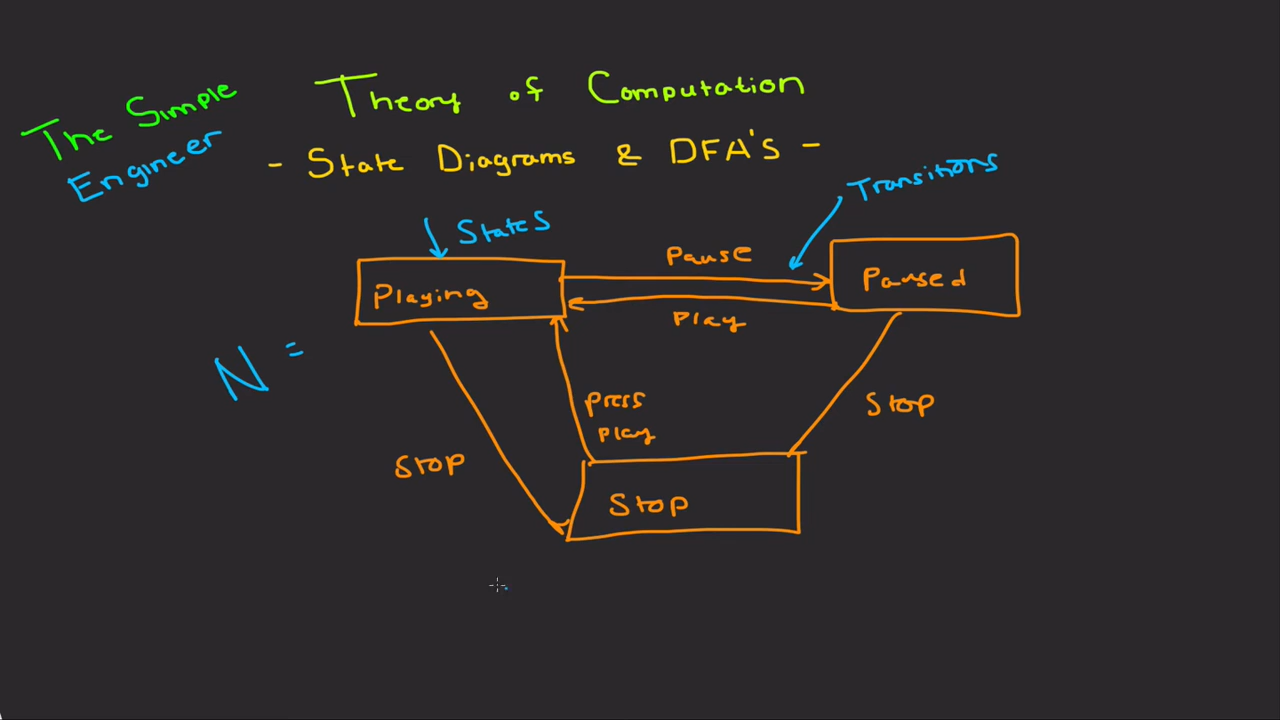 The Simple
Engineer
Theory of Computation
- State Diagrams & DFA'S -
Transitions
States
Pause
Playing
Paused
Play
N =
Press
Play
Stop
Stop
Stop